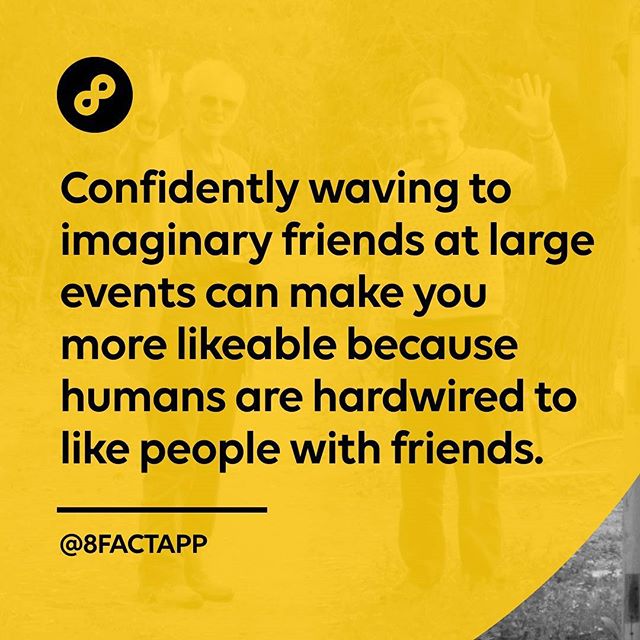 Confidently waving to
imaginary friends at large
events can make you
more likeable because
humans are hardwired to
like people with friends.
@8FACTAPP